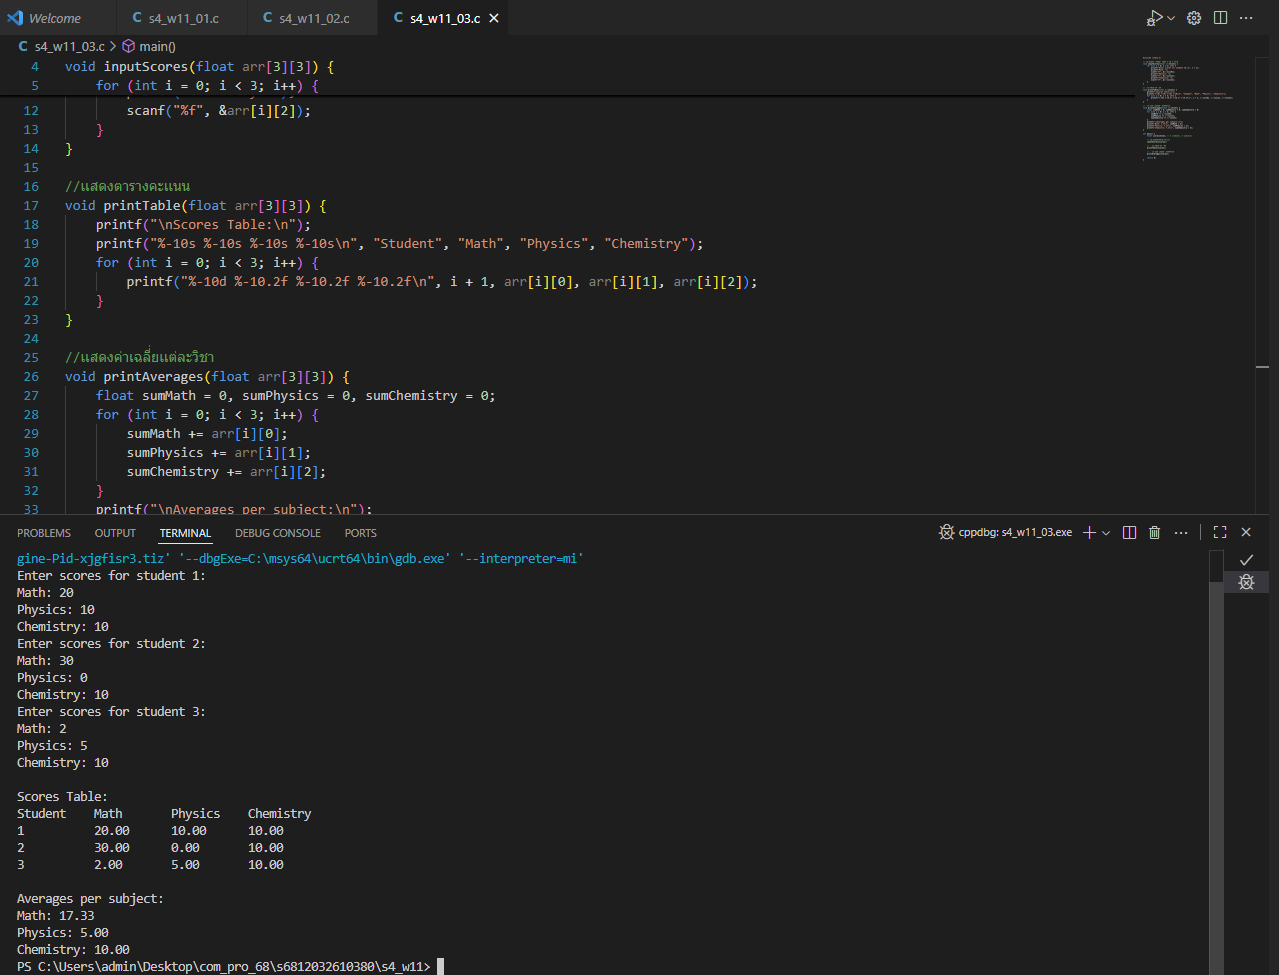 Welcome
C s4_w11_01.c
C s4_w11_02.c
C s4_w11_03.c
C s4_w11_03.c > main()
4 void inputScores(float arr[3][3]) {
5 for (int i = 0; i < 3; i++) {
12 scanf("%f", &arr[i][2]);
13 }
14 }
15
16 //แสดงตารางคะแนน
17 void printTable(float arr[3][3]) {
18 printf("\nScores Table:\n");
19 printf("%-10s %-10s %-10s %-10s\n", "Student", "Math", "Physics", "Chemistry");
20 for (int i = 0; i < 3; i++) {
21 printf("%-10d %-10.2f %-10.2f %-10.2f\n", i + 1, arr[i][0], arr[i][1], arr[i][2]);
22 }
23 }
24
25 //แสดงค่าเฉลี่ยแต่ละวิชา
26 void printAverages(float arr[3][3]) {
27 float sumMath = 0, sumPhysics = 0, sumChemistry = 0;
28 for (int i = 0; i < 3; i++) {
29 sumMath += arr[i][0];
30 sumPhysics += arr[i][1];
31 sumChemistry += arr[i][2];
32 }
33 printf("\nAverages per subject:\n");
PROBLEMS OUTPUT TERMINAL DEBUG CONSOLE PORTS
cppdbg: s4_w11_03.exe
gine-Pid-xjgfisr3.tiz' '--dbgExe=C:\msys64\ucrt64\bin\gdb.exe' '--interpreter=mi'
Enter scores for student 1:
Math: 20
Physics: 10
Chemistry: 10
Enter scores for student 2:
Math: 30
Physics: 0
Chemistry: 10
Enter scores for student 3:
Math: 2
Physics: 5
Chemistry: 10
Scores Table:
Student Math Physics Chemistry
1 20.00 10.00 10.00
2 30.00 0.00 10.00
3 2.00 5.00 10.00
Averages per subject:
Math: 17.33
Physics: 5.00
Chemistry: 10.00
PS C:\Users\admin\Desktop\com_pro_68\s6812032610380\s4_w11>